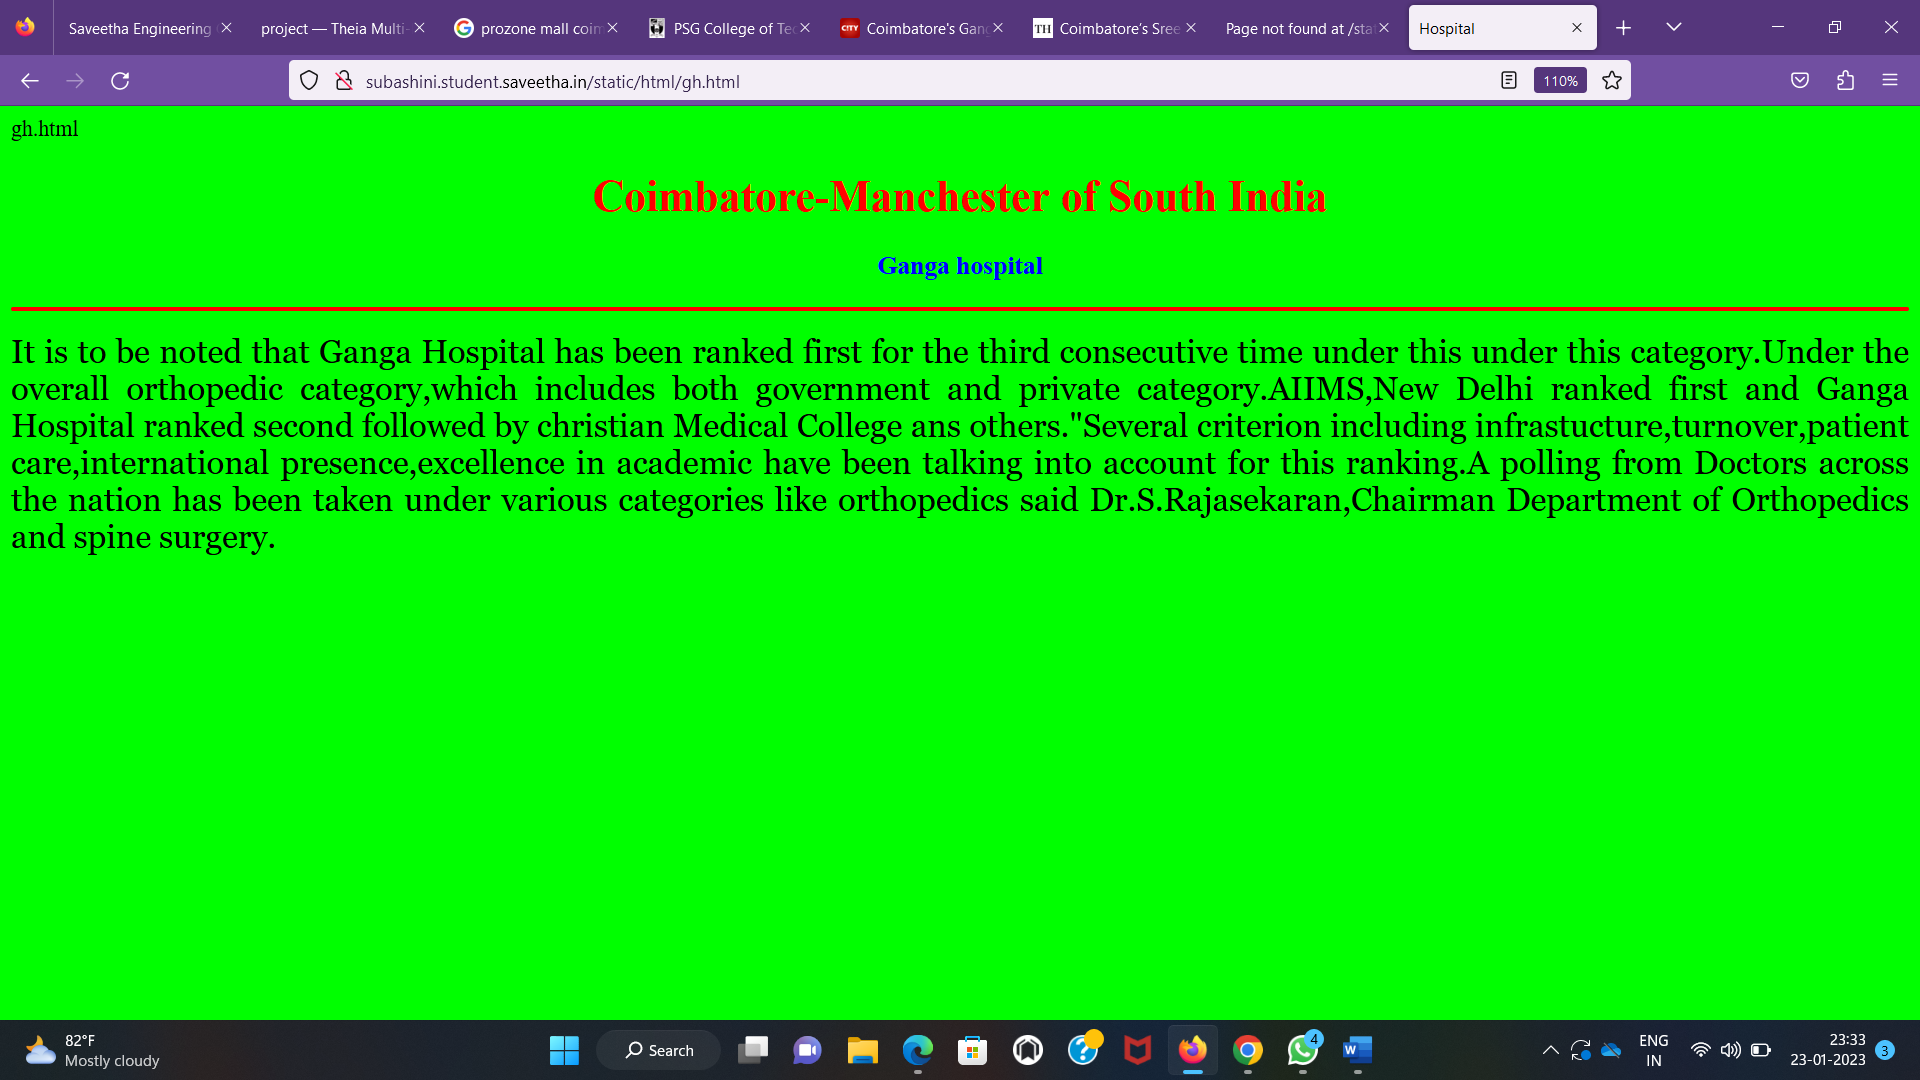 Saveetha Engineering
project — Theia Multi-
prozone mall coim
PSG College of Tec
Coimbatore's Gang
Coimbatore's Sree
Page not found at /stat
Hospital
subashini.student.saveetha.in/static/html/gh.html
110%
gh.html
Coimbatore-Manchester of South India
Ganga hospital
It is to be noted that Ganga Hospital has been ranked first for the third consecutive time under this under this category.Under the
overall orthopedic category,which includes both government and private category.AIIMS,New Delhi ranked first and Ganga
Hospital ranked second followed by christian Medical College ans others."Several criterion including infrastucture,turnover,patient
care,international presence,excellence in academic have been talking into account for this ranking.A polling from Doctors across
the nation has been taken under various categories like orthopedics said Dr.S.Rajasekaran,Chairman Department of Orthopedics
and spine surgery.
82°F
Mostly cloudy
Search
4
ENG
IN
23:33
23-01-2023
3